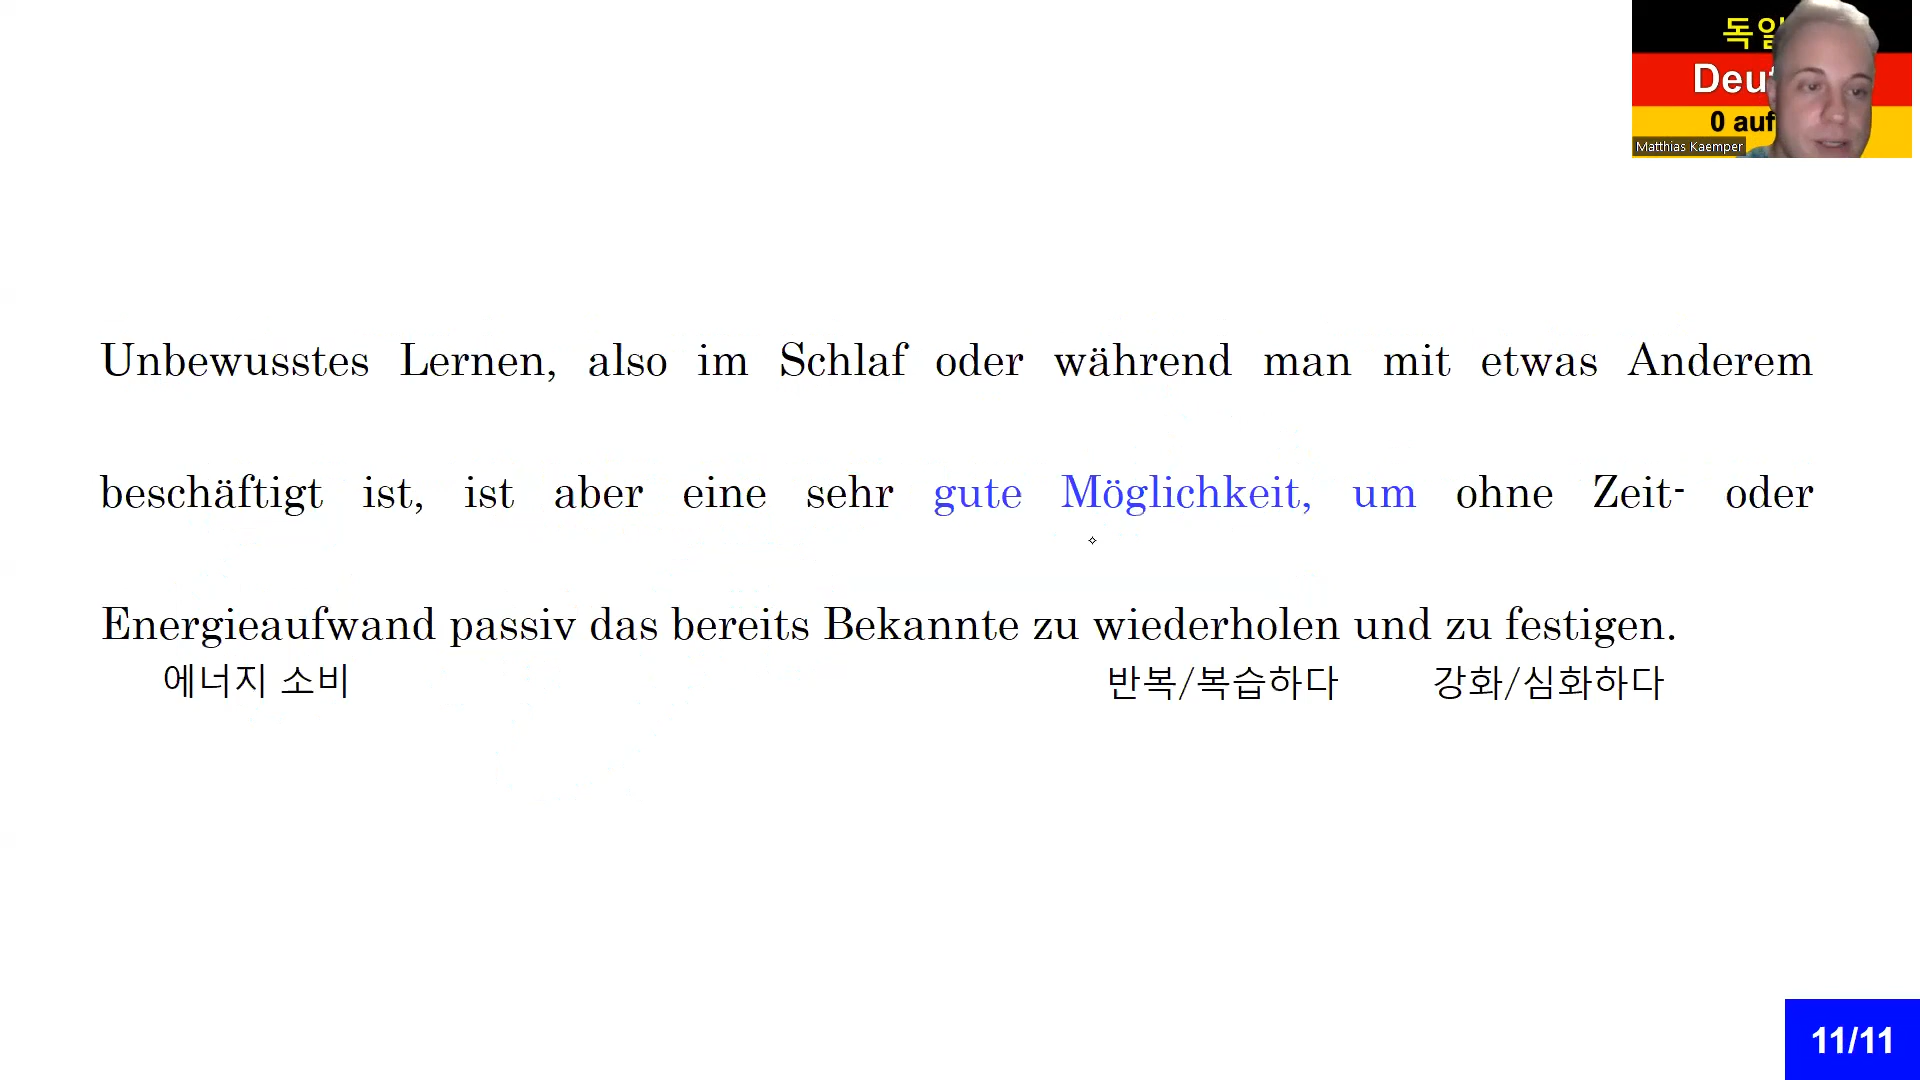 독일
Deut
0 auf
Matthias Kaemper
Unbewusstes Lernen, also im Schlaf oder während man mit etwas Anderem
beschäftigt ist, ist aber eine sehr gute Möglichkeit, um ohne Zeit- oder
Energieaufwand passiv das bereits Bekannte zu wiederholen und zu festigen.
에너지 소비 반복/복습하다 강화/심화하다
11/11